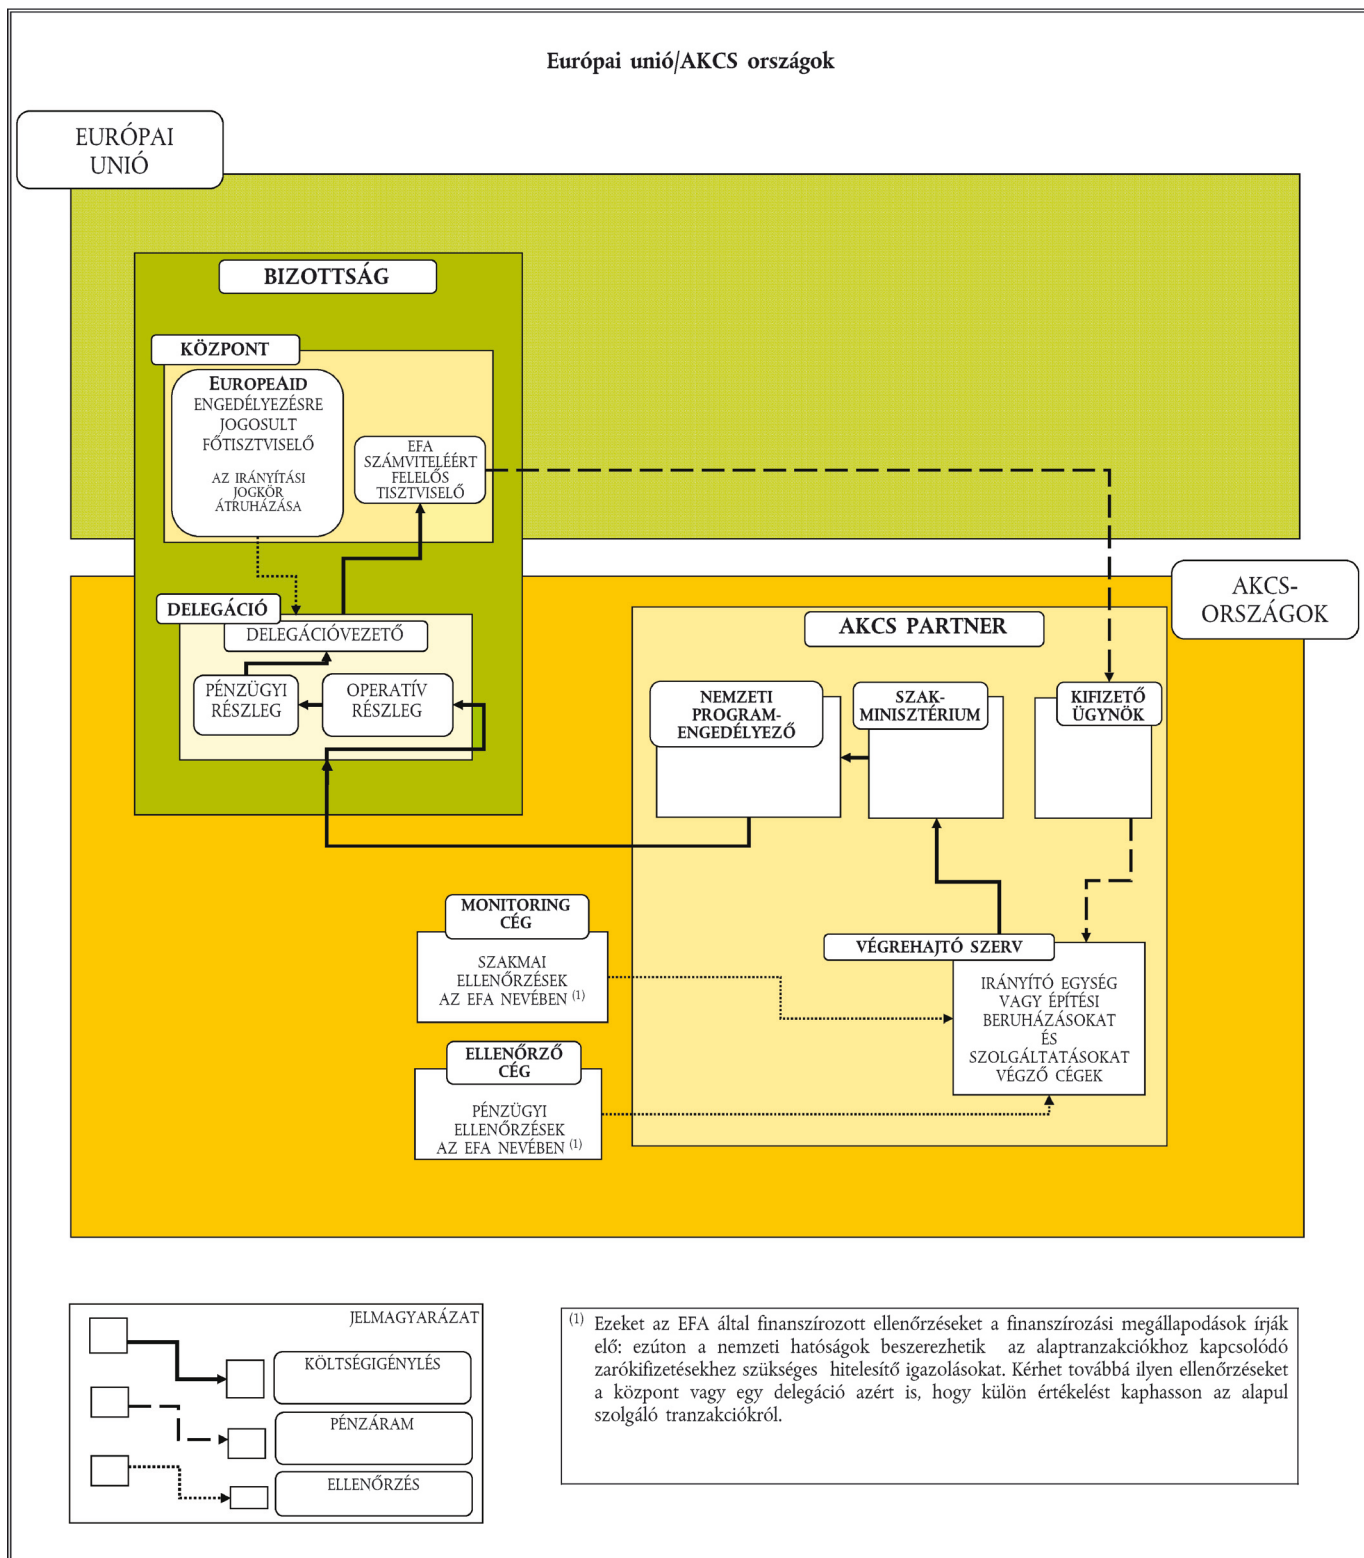 Európai unió/AKCS országok
EURÓPAI
UNIÓ
BIZOTTSÁG
KÖZPONT
EUROPEAID
ENGEDÉLYEZÉSRE
JOGOSULT
FŐTISZTVISELŐ
AZ IRÁNYÍTÁSI
JOGKÖR
ÁTRUHÁZÁSA
EFA
SZÁMVITELÉÉRT
FELELŐS
TISZTVISELŐ
DELEGÁCIÓ
DELEGÁCIÓVEZETŐ
PÉNZÜGYI
RÉSZLEG
OPERATÍV
RÉSZLEG
AKCS-
ORSZÁGOK
AKCS PARTNER
NEMZETI
PROGRAM-
ENGEDÉLYEZŐ
SZAK-
MINISZTÉRIUM
KIFIZETŐ
ÜGYNÖK
MONITORING
CÉG
SZAKMAI
ELLENŐRZÉSEK
AZ EFA NEVÉBEN (1)
VÉGREHAJTÓ SZERV
IRÁNYÍTÓ EGYSÉG
VAGY ÉPÍTÉSI
BERUHÁZÁSOKAT
ÉS
SZOLGÁLTATÁSOKAT
VÉGZŐ CÉGEK
ELLENŐRZŐ
CÉG
PÉNZÜGYI
ELLENŐRZÉSEK
AZ EFA NEVÉBEN (1)
JELMAGYARÁZAT
KÖLTSÉGIGÉNYLÉS
PÉNZÁRAM
ELLENŐRZÉS
(1) Ezeket az EFA által finanszírozott ellenőrzéseket a finanszírozási megállapodások írják
elő: ezúton a nemzeti hatóságok beszerezhetik az alaptranzakciókhoz kapcsolódó
zarókifizetésekhez szükséges hitelesítő igazolásokat. Kérhet továbbá ilyen ellenőrzéseket
a központ vagy egy delegáció azért is, hogy külön értékelést kaphasson az alapul
szolgáló tranzakciókról.